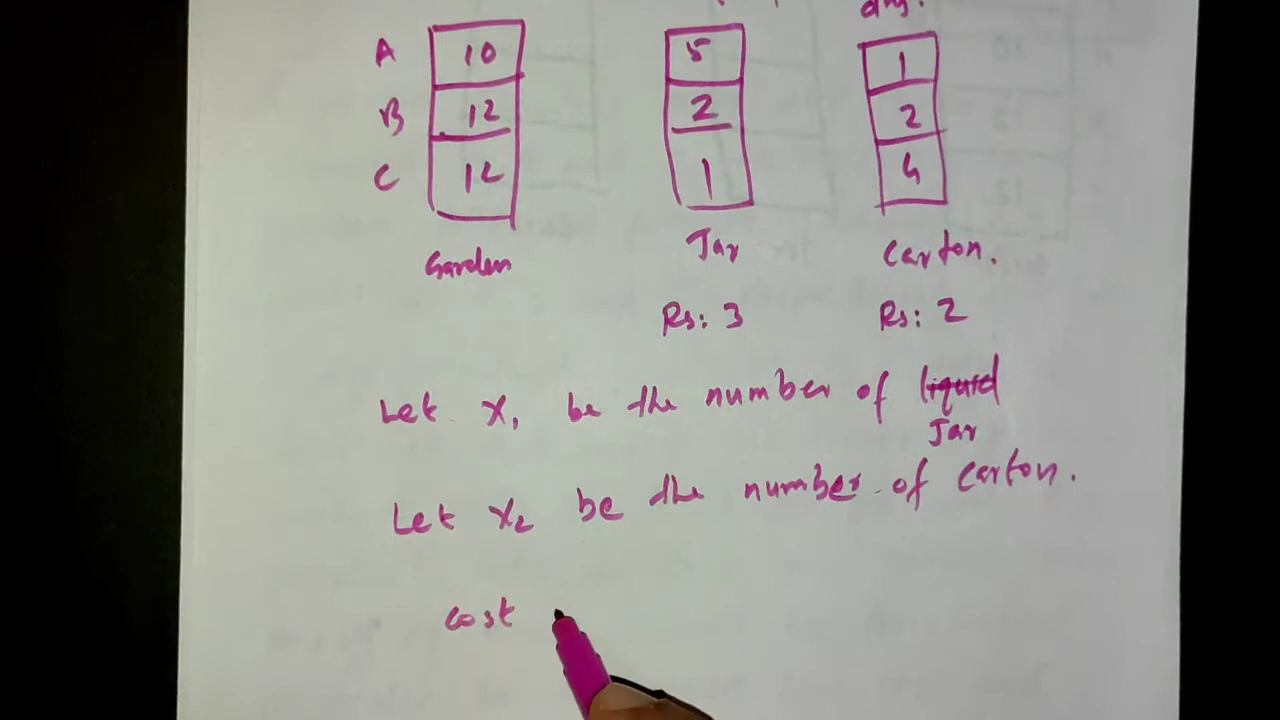 dry.
A 10 5 1
B 12 2 2
C 12 1 4
Garden Jar Carton.
Rs: 3 Rs: 2
Let x₁ be the number of liquid
Jar
Let x₂ be the number of carton.
cost